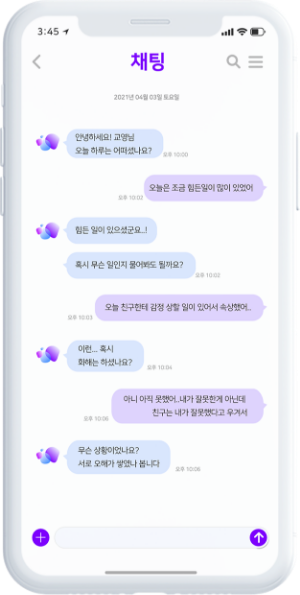 3:45
채팅
2021년 04월 03일 토요일
안녕하세요! 교영님
오늘 하루는 어떠셨나요?
오후 10:00
오늘은 조금 힘든일이 많이 있었어
오후 10:02
힘든 일이 있으셨군요..!
혹시 무슨 일인지 물어봐도 될까요?
오후 10:02
오늘 친구한테 감정 상할 일이 있어서 속상했어..
오후 10:03
이런... 혹시
화해는 하셨나요?
오후 10:04
아니 아직 못했어..내가 잘못한게 아닌데
친구는 내가 잘못했다고 우겨서
오후 10:06
무슨 상황이었나요?
서로 오해가 쌓였나 봅니다
오후 10:06